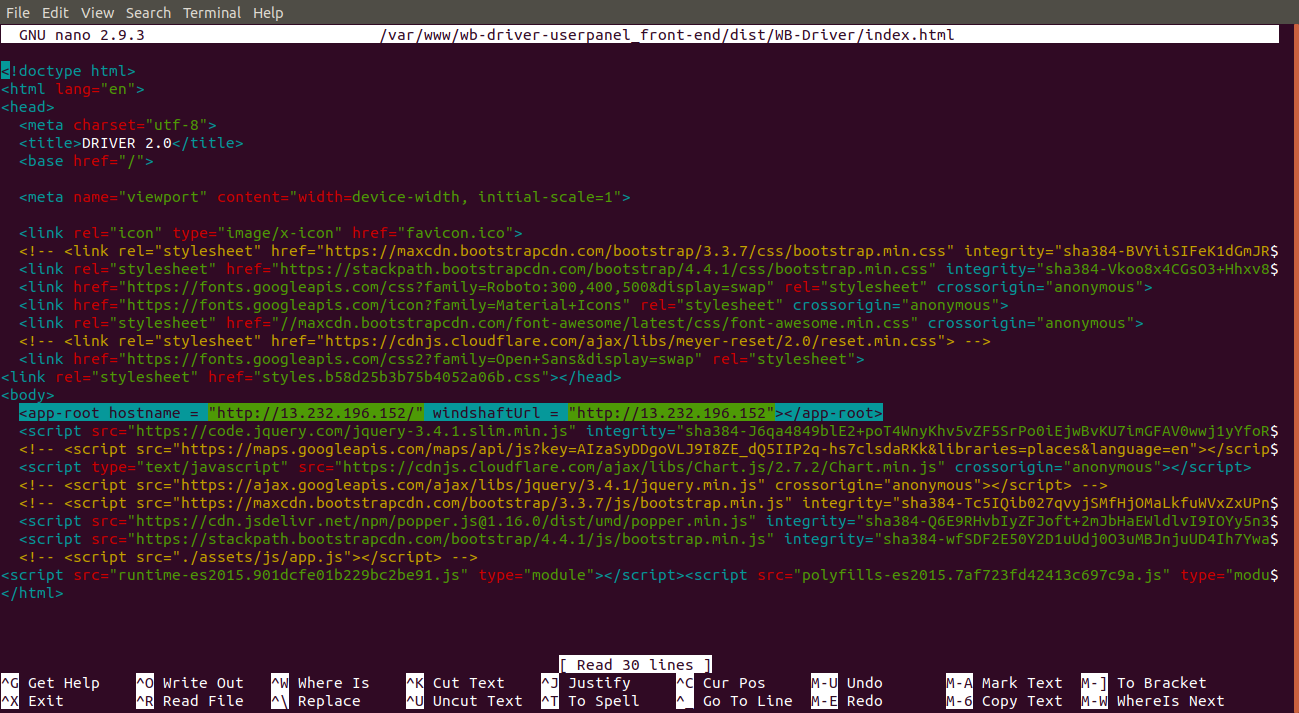 File Edit View Search Terminal Help
GNU nano 2.9.3 /var/www/wb-driver-userpanel_front-end/dist/WB-Driver/index.html
<!doctype html>
<html lang="en">
<head>
  <meta charset="utf-8">
  <title>DRIVER 2.0</title>
  <base href="/">
  <meta name="viewport" content="width=device-width, initial-scale=1">
  <link rel="icon" type="image/x-icon" href="favicon.ico">
  <!-- <link rel="stylesheet" href="https://maxcdn.bootstrapcdn.com/bootstrap/3.3.7/css/bootstrap.min.css" integrity="sha384-BVYiiSIFeK1dGmJR$
  <link rel="stylesheet" href="https://stackpath.bootstrapcdn.com/bootstrap/4.4.1/css/bootstrap.min.css" integrity="sha384-Vkoo8x4CGsO3+Hhxv8$
  <link href="https://fonts.googleapis.com/css?family=Roboto:300,400,500&display=swap" rel="stylesheet" crossorigin="anonymous">
  <link href="https://fonts.googleapis.com/icon?family=Material+Icons" rel="stylesheet" crossorigin="anonymous">
  <link rel="stylesheet" href="//maxcdn.bootstrapcdn.com/font-awesome/latest/css/font-awesome.min.css" crossorigin="anonymous">
  <!-- <link rel="stylesheet" href="https://cdnjs.cloudflare.com/ajax/libs/meyer-reset/2.0/reset.min.css"> -->
  <link href="https://fonts.googleapis.com/css2?family=Open+Sans&display=swap" rel="stylesheet">
<link rel="stylesheet" href="styles.b58d25b3b75b4052a06b.css"></head>
<body>
  <app-root hostname = "http://13.232.196.152/" windshaftUrl = "http://13.232.196.152"></app-root>
  <script src="https://code.jquery.com/jquery-3.4.1.slim.min.js" integrity="sha384-J6qa4849blE2+poT4WnyKhv5vZF5SrPo0iEjwBvKU7imGFAV0wwj1yYfoR$
  <!-- <script src="https://maps.googleapis.com/maps/api/js?key=AIzaSyDDgoVLJ9I8ZE_dQ5IIP2q-hs7clsdaRKk&libraries=places&language=en"></scrip$
  <script type="text/javascript" src="https://cdnjs.cloudflare.com/ajax/libs/Chart.js/2.7.2/Chart.min.js" crossorigin="anonymous"></script>
  <!-- <script src="https://ajax.googleapis.com/ajax/libs/jquery/3.4.1/jquery.min.js" crossorigin="anonymous"></script> -->
  <!-- <script src="https://maxcdn.bootstrapcdn.com/bootstrap/3.3.7/js/bootstrap.min.js" integrity="sha384-Tc5IQib027qvyjSMfHjOMaLkfuWVxZxUPn$
  <script src="https://cdn.jsdelivr.net/npm/popper.js@1.16.0/dist/umd/popper.min.js" integrity="sha384-Q6E9RHvbIyZFJoft+2mJbHaEWldlvI9IOYy5n3$
  <script src="https://stackpath.bootstrapcdn.com/bootstrap/4.4.1/js/bootstrap.min.js" integrity="sha384-wfSDF2E50Y2D1uUdj0O3uMBJnjuUD4Ih7Ywa$
  <!-- <script src="./assets/js/app.js"></script> -->
<script src="runtime-es2015.901dcfe01b229bc2be91.js" type="module"></script><script src="polyfills-es2015.7af723fd42413c697c9a.js" type="modu$
</html>
[ Read 30 lines ]
^G Get Help ^O Write Out ^W Where Is ^K Cut Text ^J Justify ^C Cur Pos M-U Undo M-A Mark Text M-] To Bracket
^X Exit ^R Read File ^\ Replace ^U Uncut Text ^T To Spell ^_ Go To Line M-E Redo M-6 Copy Text M-W WhereIs Next